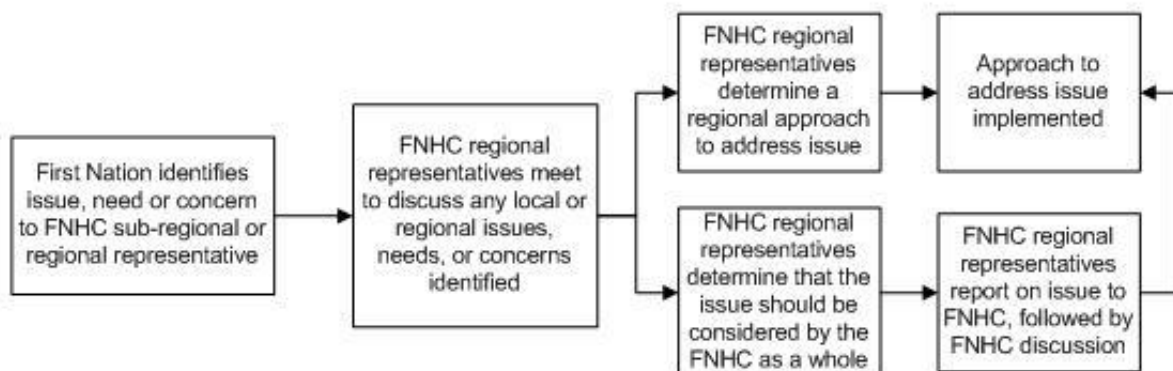 First Nation identifies
issue, need or concern
to FNHC sub-regional or
regional representative
FNHC regional
representatives meet
to discuss any local or
regional issues,
needs, or concerns
identified
FNHC regional
representatives
determine a
regional approach
to address issue
Approach to
address issue
implemented
FNHC regional
representatives
determine that the
issue should be
considered by the
FNHC as a whole
FNHC regional
representatives
report on issue to
FNHC, followed by
FNHC discussion